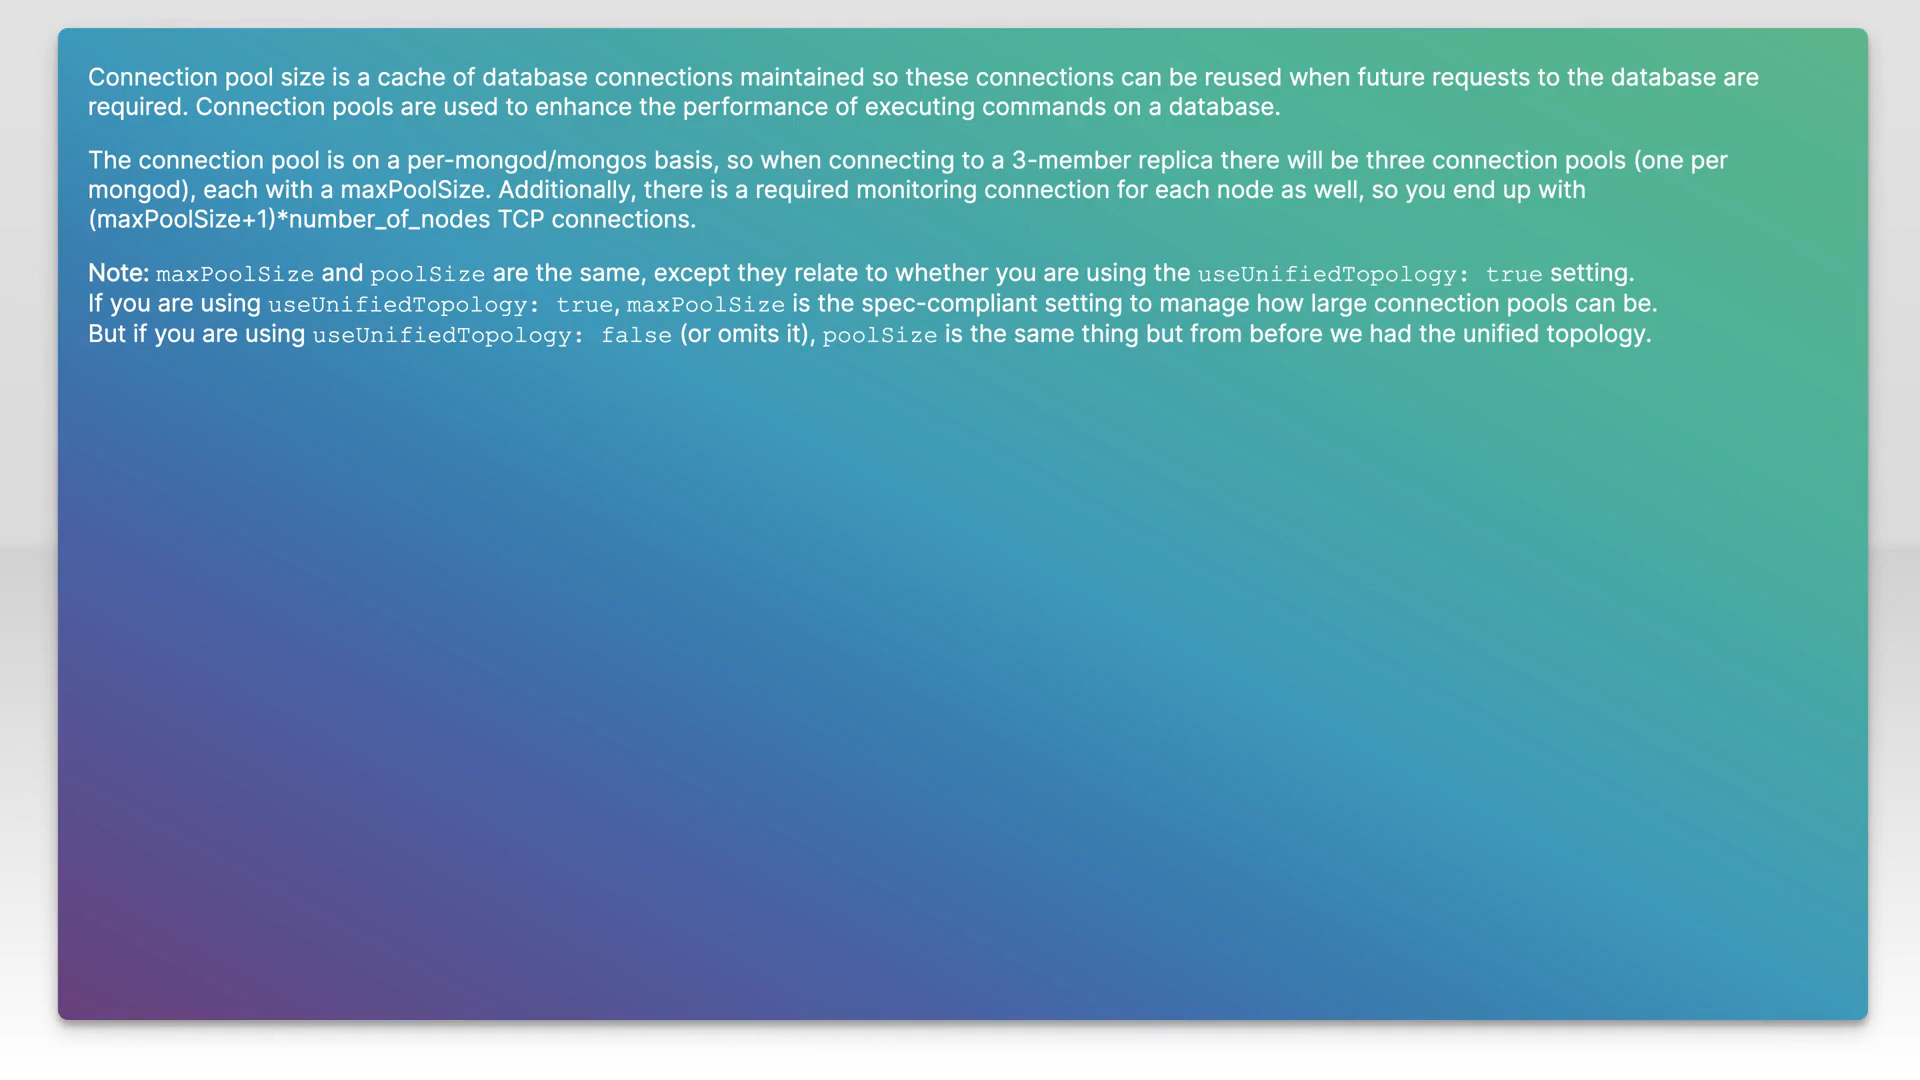 Connection pool size is a cache of database connections maintained so these connections can be reused when future requests to the database are
required. Connection pools are used to enhance the performance of executing commands on a database.
The connection pool is on a per-mongod/mongos basis, so when connecting to a 3-member replica there will be three connection pools (one per
mongod), each with a maxPoolSize. Additionally, there is a required monitoring connection for each node as well, so you end up with
(maxPoolSize+1)*number_of_nodes TCP connections.
Note: maxPoolSize and poolSize are the same, except they relate to whether you are using the useUnifiedTopology: true setting.
If you are using useUnifiedTopology: true, maxPoolSize is the spec-compliant setting to manage how large connection pools can be.
But if you are using useUnifiedTopology: false (or omits it), poolSize is the same thing but from before we had the unified topology.